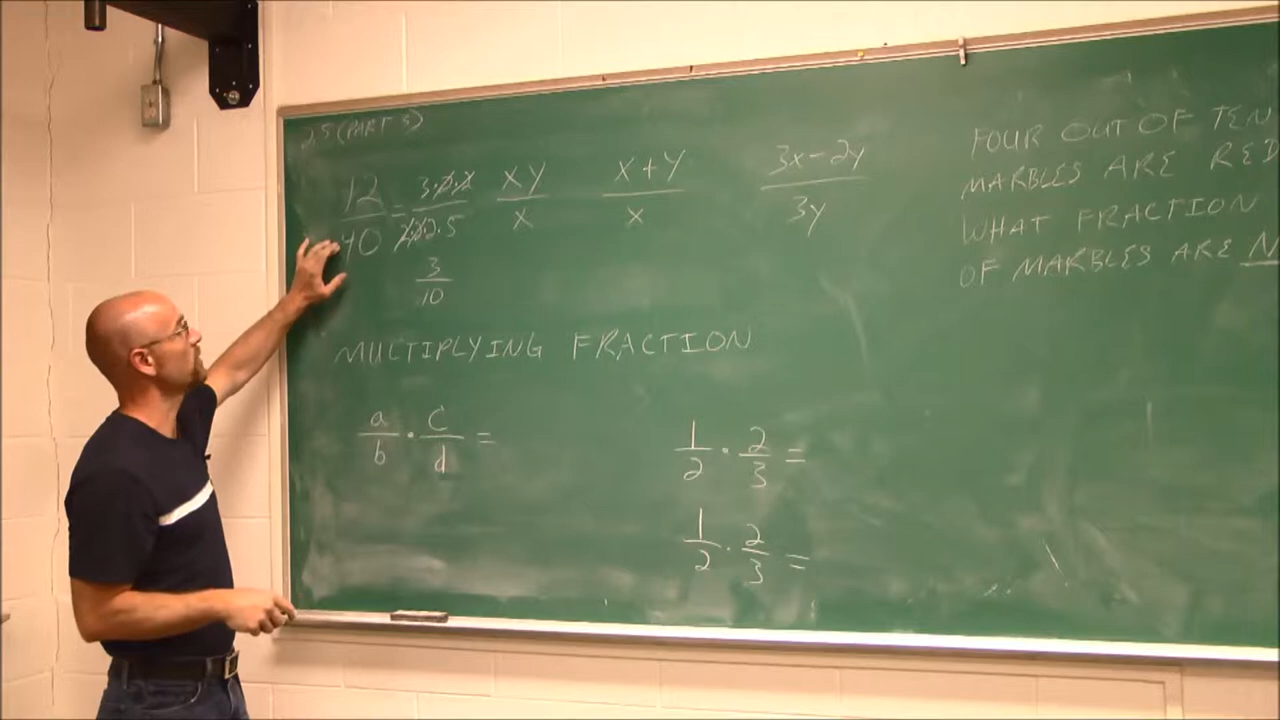 2.5 (PART 3)
12/40 = 3·2·2/2·2·2·5
3/10
xy/x
x+y/x
3x-2y/3y
FOUR OUT OF TEN
MARBLES ARE RED
WHAT FRACTION
OF MARBLES ARE
MULTIPLYING FRACTION
a/b · c/d =
1/2 · 2/3 =
1/2 · 2/3 =